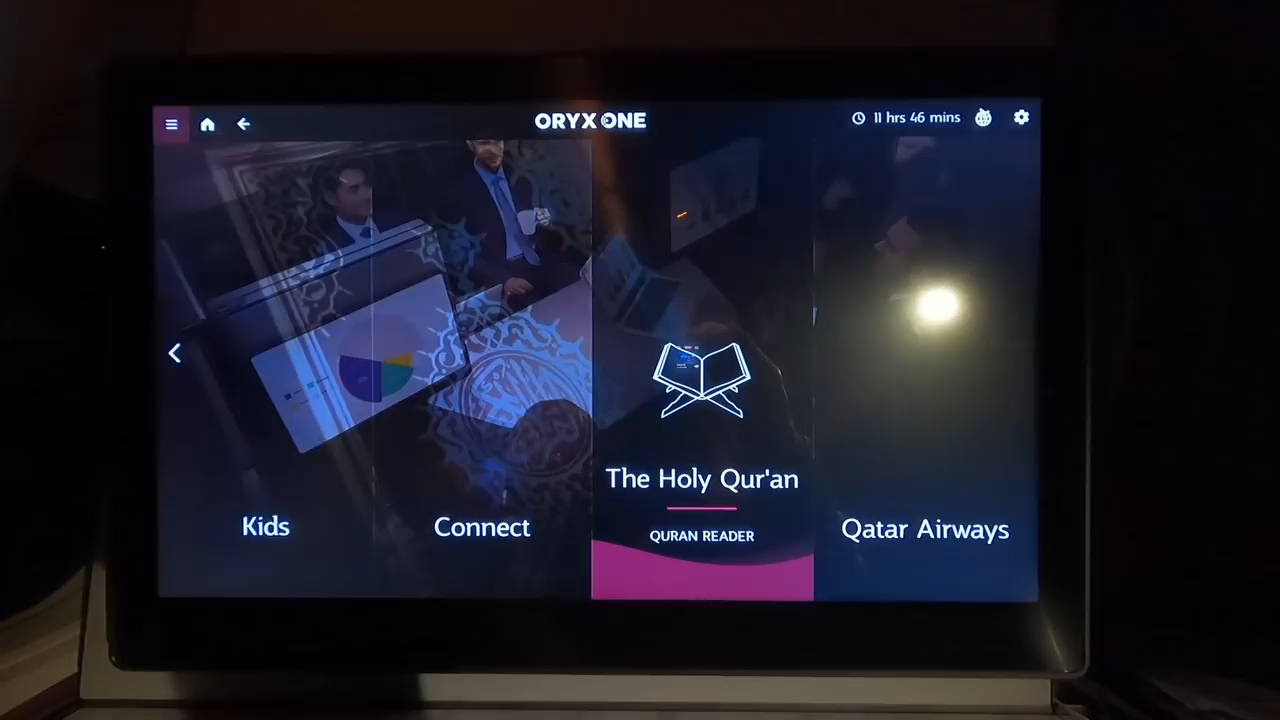 ORYX ONE
11 hrs 46 mins
The Holy Qur'an
Kids
Connect
QURAN READER
Qatar Airways